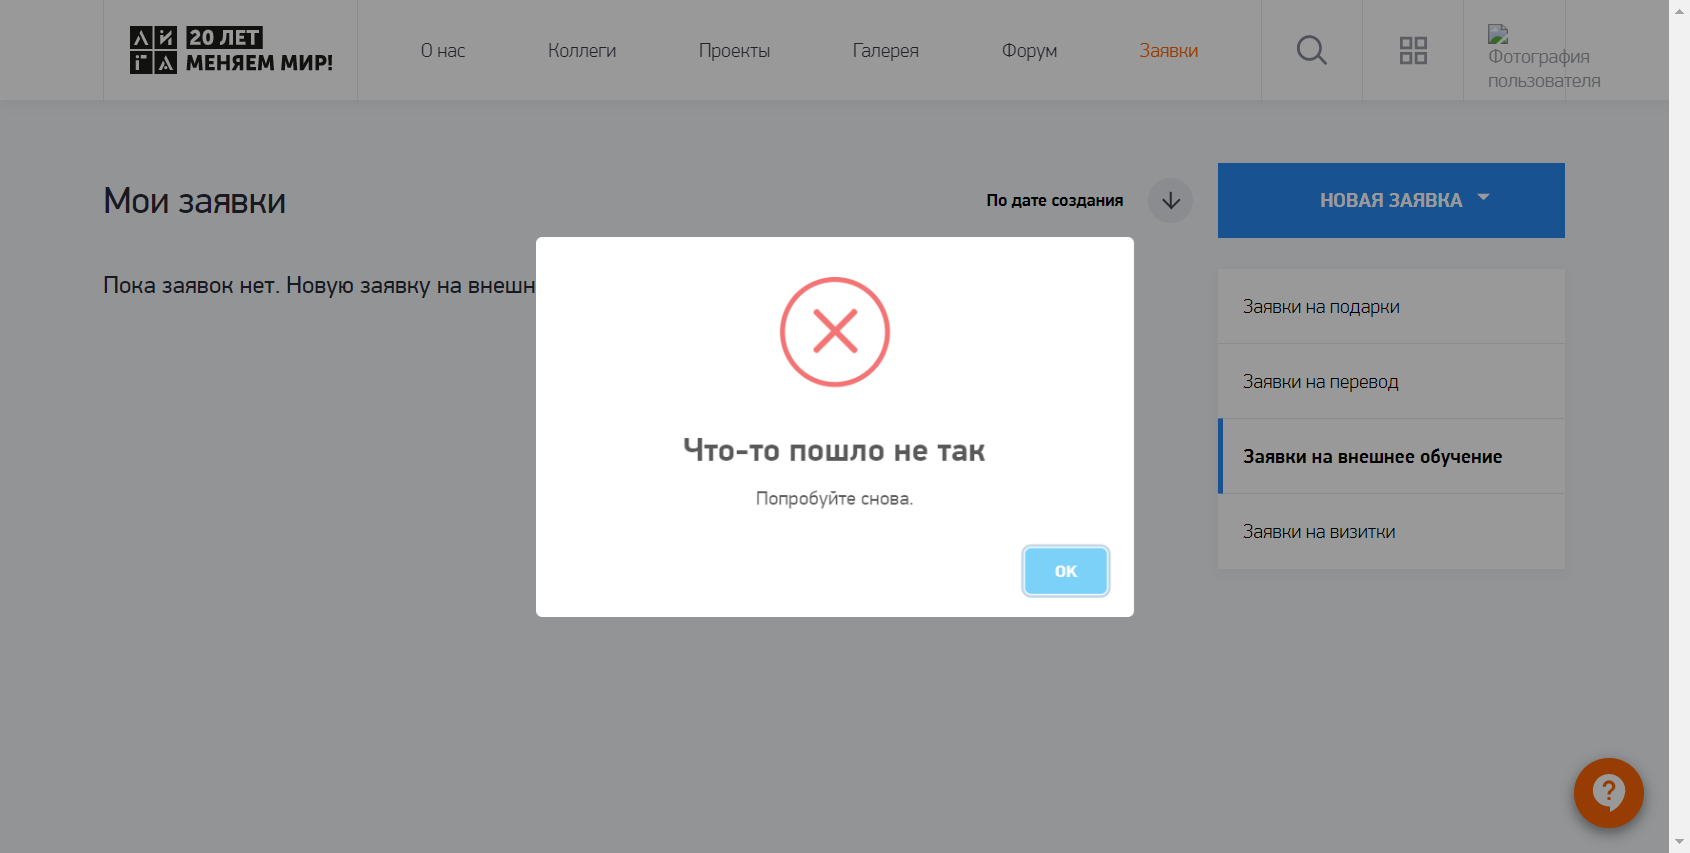 20 ЛЕТ
МЕНЯЕМ МИР!
О нас
Коллеги
Проекты
Галерея
Форум
Заявки
Фотография
пользователя
Мои заявки
По дате создания
НОВАЯ ЗАЯВКА
Пока заявок нет. Новую заявку на внешн
Заявки на подарки
Заявки на перевод
Заявки на внешнее обучение
Заявки на визитки
Что-то пошло не так
Попробуйте снова.
OK